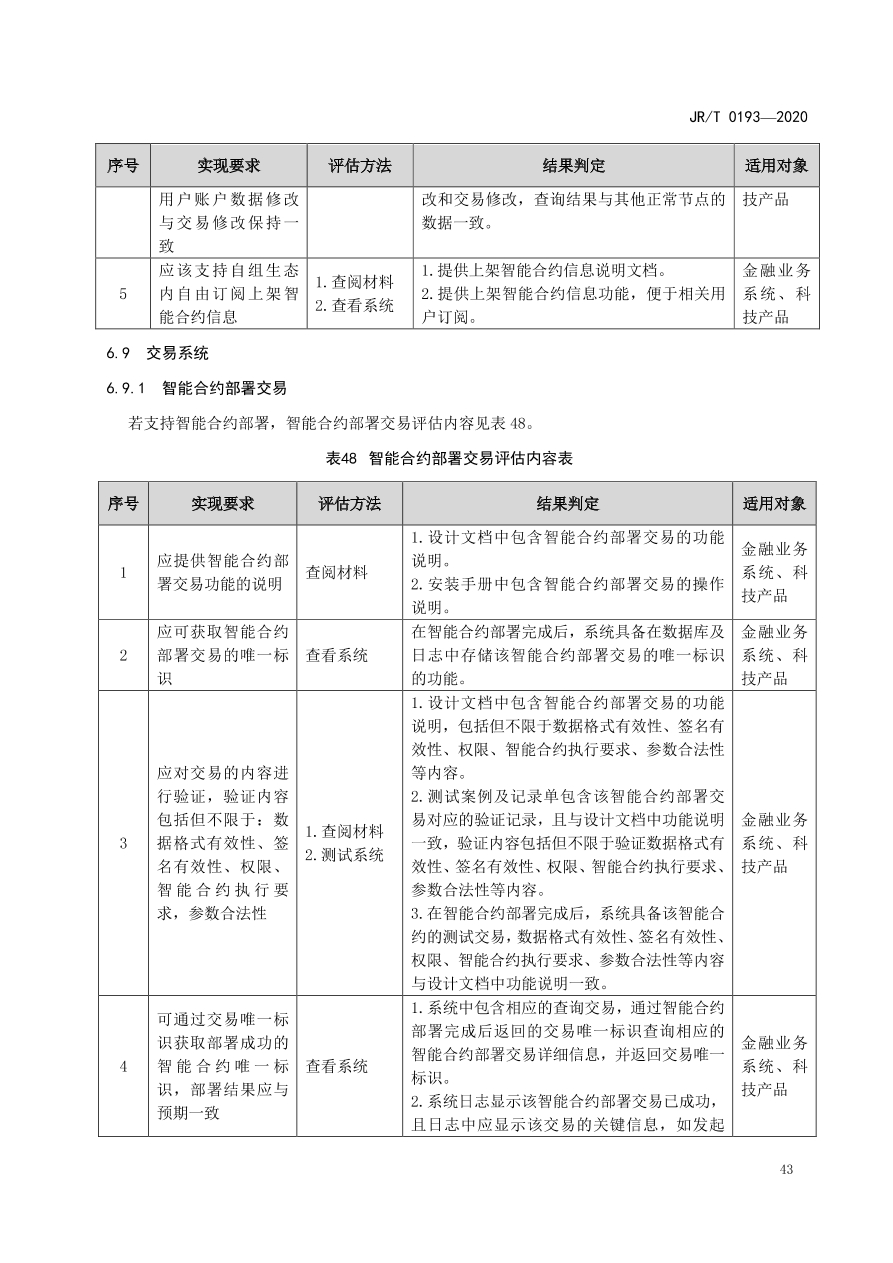 JR/T 0193—2020
序号 实现要求 评估方法 结果判定 适用对象
用户账户数据修改
与交易修改保持一
致
改和交易修改，查询结果与其他正常节点的
数据一致。
技产品
5
应该支持自组生态
内自由订阅上架智
能合约信息
1.查阅材料
2.查看系统
1.提供上架智能合约信息说明文档。
2.提供上架智能合约信息功能，便于相关用
户订阅。
金融业务
系统、科
技产品
6.9 交易系统
6.9.1 智能合约部署交易
若支持智能合约部署，智能合约部署交易评估内容见表 48。
表48 智能合约部署交易评估内容表
序号 实现要求 评估方法 结果判定 适用对象
1
应提供智能合约部
署交易功能的说明
查阅材料
1.设计文档中包含智能合约部署交易的功能
说明。
2.安装手册中包含智能合约部署交易的操作
说明。
金融业务
系统、科
技产品
2
应可获取智能合约
部署交易的唯一标
识
查看系统
在智能合约部署完成后，系统具备在数据库及
日志中存储该智能合约部署交易的唯一标识
的功能。
金融业务
系统、科
技产品
3
应对交易的内容进
行验证，验证内容
包括但不限于：数
据格式有效性、签
名有效性、权限、
智能合约执行要
求，参数合法性
1.查阅材料
2.测试系统
1.设计文档中包含智能合约部署交易的功能
说明，包括但不限于数据格式有效性、签名有
效性、权限、智能合约执行要求、参数合法性
等内容。
2.测试案例及记录单包含该智能合约部署交
易对应的验证记录，且与设计文档中功能说明
一致，验证内容包括但不限于验证数据格式有
效性、签名有效性、权限、智能合约执行要求、
参数合法性等内容。
3.在智能合约部署完成后，系统具备该智能合
约的测试交易，数据格式有效性、签名有效性、
权限、智能合约执行要求、参数合法性等内容
与设计文档中功能说明一致。
金融业务
系统、科
技产品
4
可通过交易唯一标
识获取部署成功的
智能合约唯一标
识，部署结果应与
预期一致
查看系统
1.系统中包含相应的查询交易，通过智能合约
部署完成后返回的交易唯一标识查询相应的
智能合约部署交易详细信息，并返回交易唯一
标识。
2.系统日志显示该智能合约部署交易已成功，
且日志中应显示该交易的关键信息，如发起
金融业务
系统、科
技产品
43